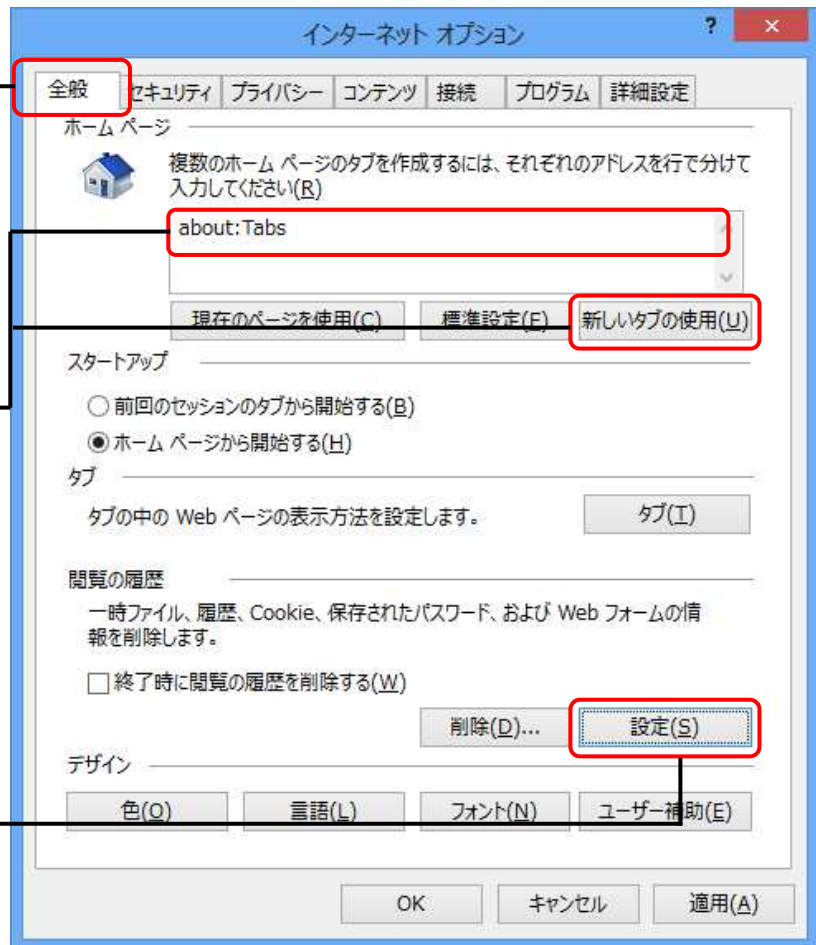 インターネット オプション
?
×
全般 セキュリティ プライバシー コンテンツ 接続 プログラム 詳細設定
ホーム ページ
複数のホーム ページのタブを作成するには、それぞれのアドレスを行で分けて
入力してください(R)
about:Tabs
現在のページを使用(C) 標準設定(F) 新しいタブの使用(U)
スタートアップ
前回のセッションのタブから開始する(B)
ホーム ページから開始する(H)
タブ
タブの中の Web ページの表示方法を設定します。 タブ(T)
閲覧の履歴
一時ファイル、履歴、Cookie、保存されたパスワード、および Web フォームの情
報を削除します。
終了時に閲覧の履歴を削除する(W)
削除(D)... 設定(S)
デザイン
色(O) 言語(L) フォント(N) ユーザー補助(E)
OK キャンセル 適用(A)